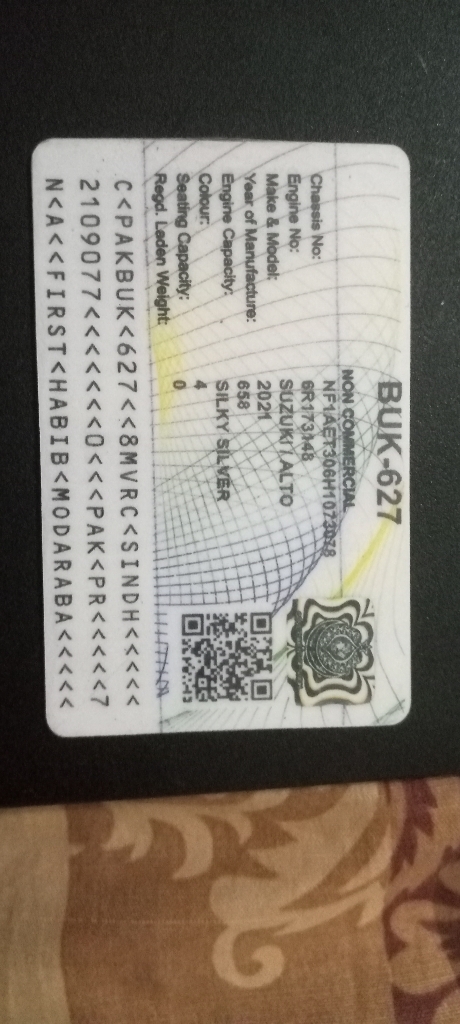 BUK-627
NON COMMERCIAL
Chassis No:
Engine No: 6R173148
Make & Model: SUZUKI / ALTO
Year of Manufacture: 2021
Engine Capacity: 658
Colour: SILKY SILVER
Seating Capacity: 4
Regd. Laden Weight: 0
C<PAKBUK<627<<8MVRC<SINDH<<<<<
2109077<<<<<<<O<<<PAK<PR<<<<<7
N<A<<FIRST<HABIB<MODARABA<<<<<